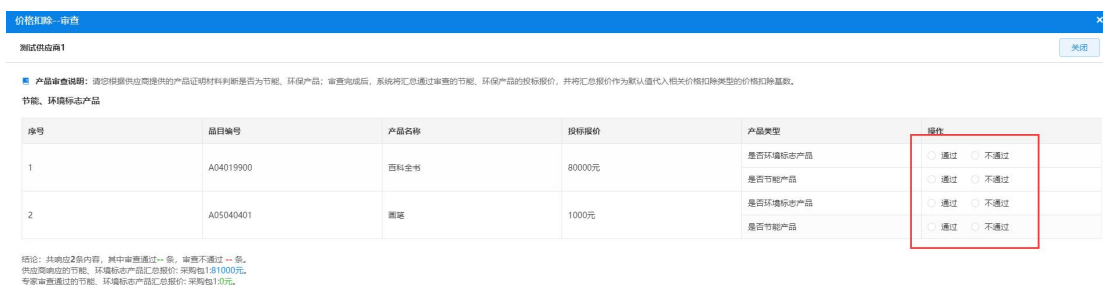 价格扣除--审查
×
测试供应商1
关闭
产品审查说明：请您根据供应商提供的产品证明材料判断是否为节能、环保产品；审查完成后，系统将汇总通过审查的节能、环保产品的投标报价，并将汇总报价作为默认值代入相关价格扣除类型的价格扣除基数。
节能、环境标志产品
序号 品目编号 产品名称 投标报价 产品类型 操作
1 A04019900 百科全书 80000元 是否环境标志产品 通过 不通过
是否节能产品 通过 不通过
2 A05040401 画笔 1000元 是否环境标志产品 通过 不通过
是否节能产品 通过 不通过
结论：共响应2条内容，其中审查通过-- 条，审查不通过 -- 条。
供应商响应的节能、环境标志产品汇总报价: 采购包1:81000元。
专家审查通过的节能、环境标志产品汇总报价: 采购包1:0元。